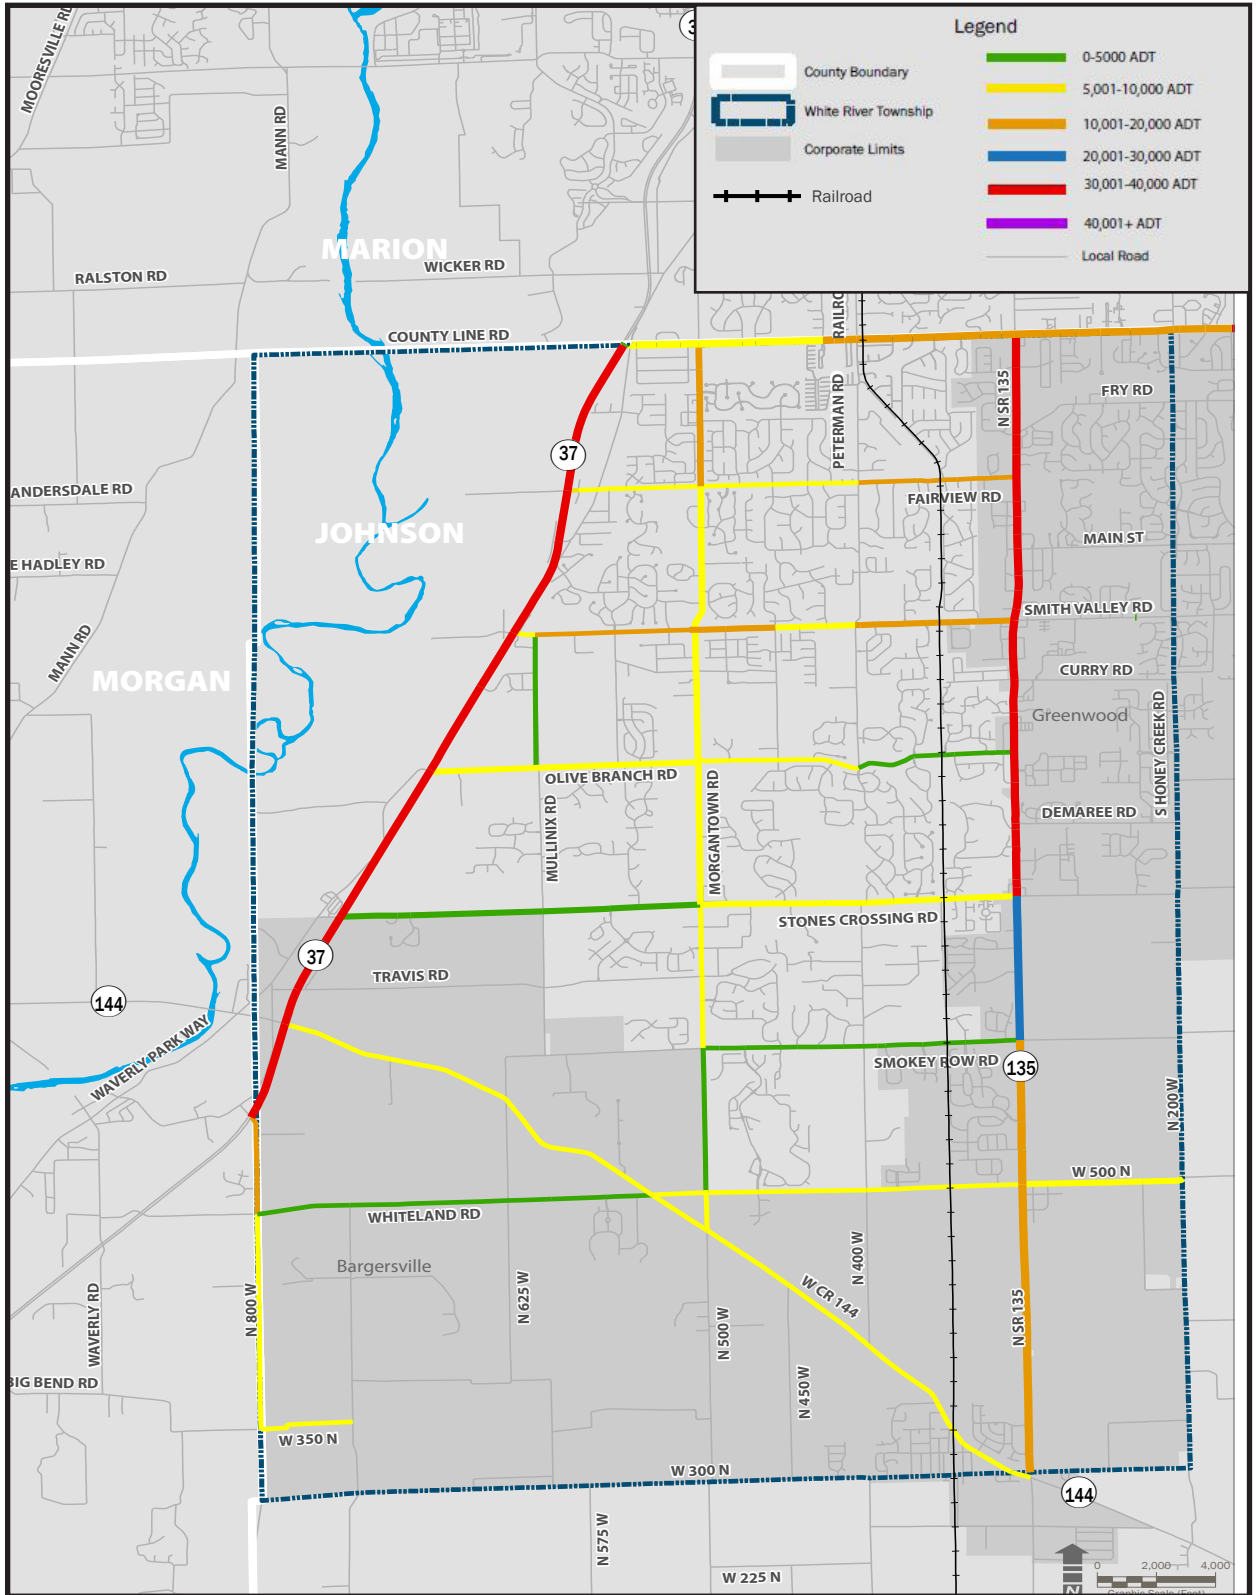 Legend
County Boundary
White River Township
Corporate Limits
Railroad
0-5000 ADT
5,001-10,000 ADT
10,001-20,000 ADT
20,001-30,000 ADT
30,001-40,000 ADT
40,001+ ADT
Local Road
MOORESVILLE RD
MANN RD
MARION
WICKER RD
RALSTON RD
COUNTY LINE RD
PETERMAN RD
N SR 135
FRY RD
37
ANDERSDALE RD
FAIRVIEW RD
JOHNSON
MAIN ST
E HADLEY RD
SMITH VALLEY RD
MANN RD
CURRY RD
MORGAN
Greenwood
S HONEY CREEK RD
OLIVE BRANCH RD
MULLINIX RD
MORGANTOWN RD
DEMAREE RD
STONES CROSSING RD
37
TRAVIS RD
144
WAVERLY PARK WAY
SMOKEY ROW RD
135
N 200 W
W 500 N
WHITELAND RD
Bargersville
N 800 W
WAVERLY RD
N 625 W
N 400 W
W CR 144
N 500 W
N SR 135
N 450 W
BIG BEND RD
W 350 N
W 300 N
144
N 575 W
W 225 N
0 2,000 4,000
N
Graphic Scale (Feet)